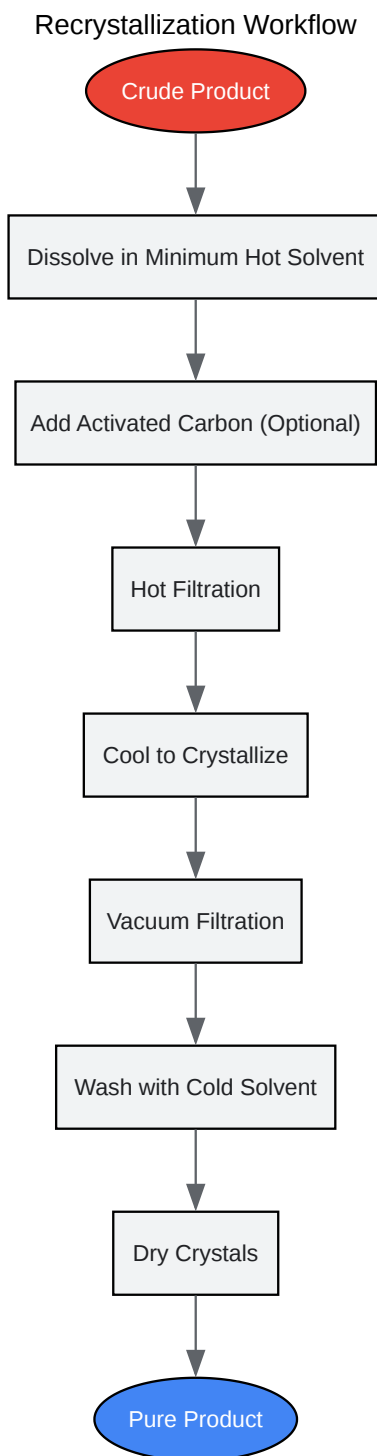 Recrystallization Workflow
Crude Product
Dissolve in Minimum Hot Solvent
Add Activated Carbon (Optional)
Hot Filtration
Cool to Crystallize
Vacuum Filtration
Wash with Cold Solvent
Dry Crystals
Pure Product